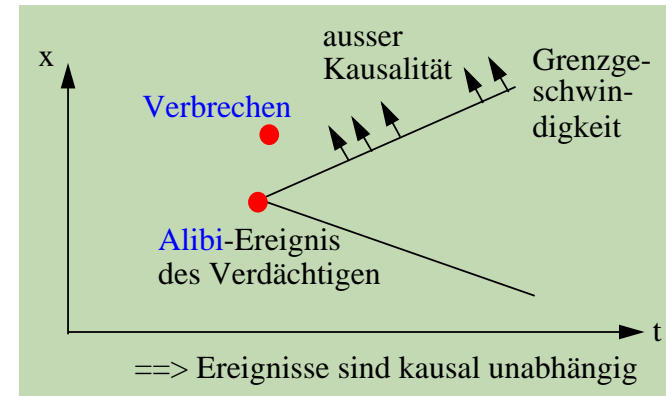 x
ausser
Kausalität
Grenzge-
schwin-
digkeit
Verbrechen
Alibi-Ereignis
des Verdächtigen
t
==> Ereignisse sind kausal unabhängig